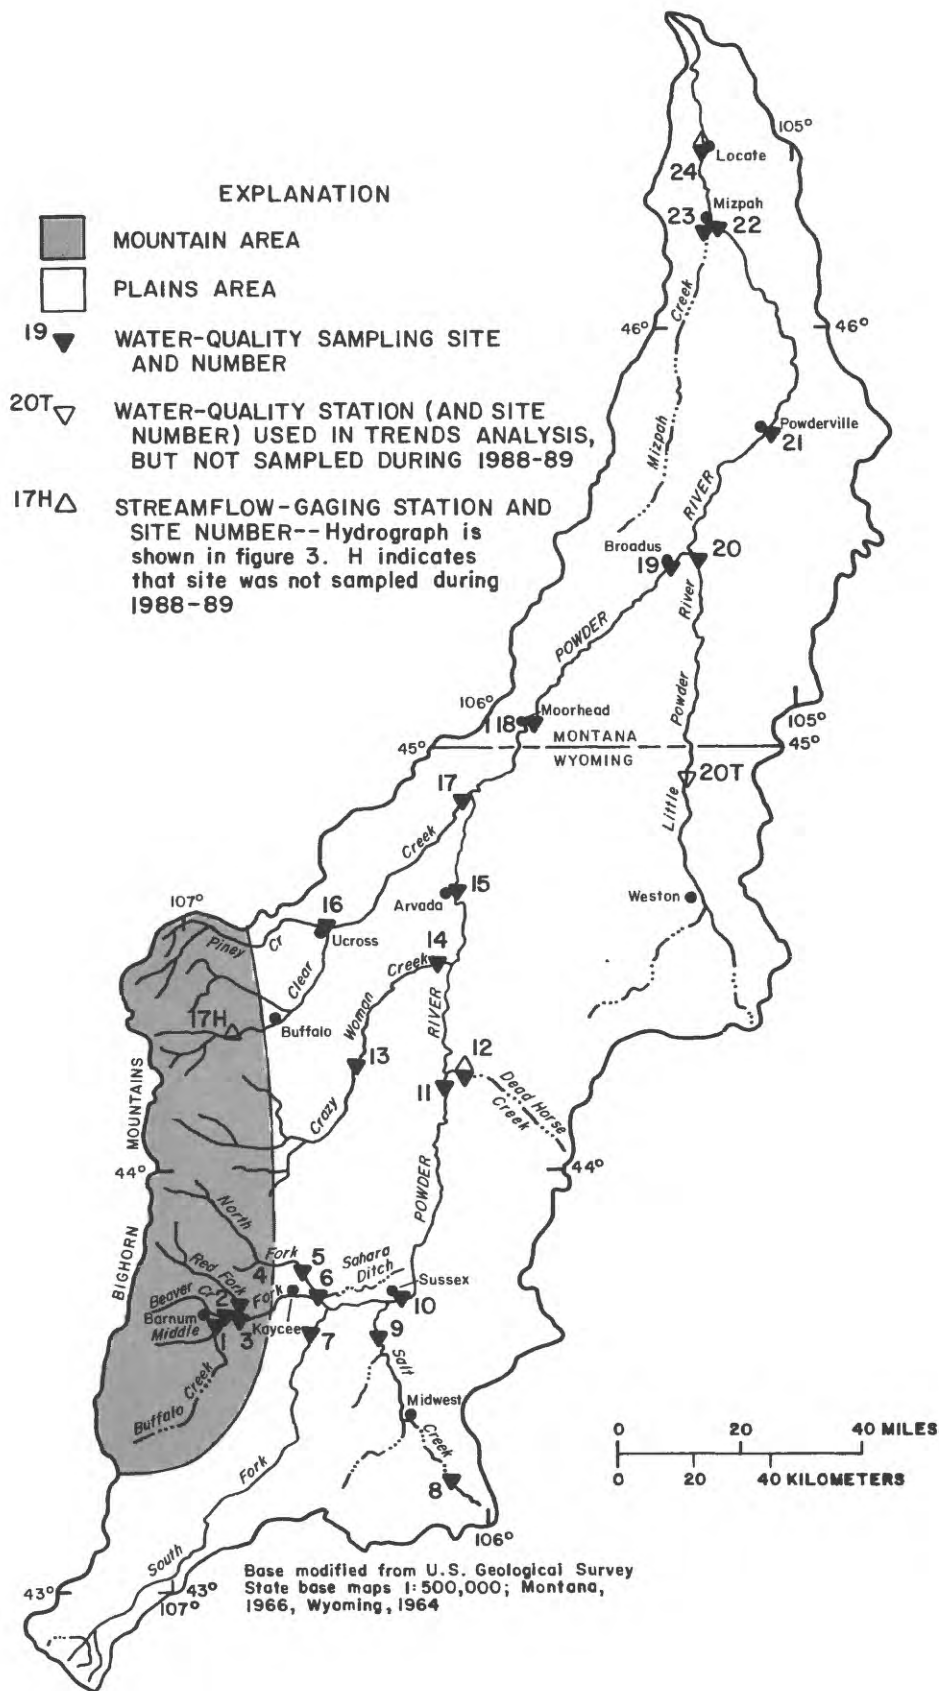 EXPLANATION
MOUNTAIN AREA
PLAINS AREA
19
WATER-QUALITY SAMPLING SITE
AND NUMBER
20T
WATER-QUALITY STATION (AND SITE
NUMBER) USED IN TRENDS ANALYSIS,
BUT NOT SAMPLED DURING 1988-89
17H
STREAMFLOW-GAGING STATION AND
SITE NUMBER--Hydrograph is
shown in figure 3. H indicates
that site was not sampled during
1988-89
105°
Locate
24
Mizpah
23
22
Creek
46°
46°
Mizpah
Powderville
21
RIVER
Broadus
20
19
River
POWDER
Powder
106°
Moorhead
18
105°
MONTANA
45°
45°
WYOMING
20T
17
Little
Creek
15
Arvada
Weston
107°
16
Piney
Cr
Ucross
14
Creek
Clear
Woman
RIVER
17H
Buffalo
13
12
11
Dead Horse
Creek
Crazy
MOUNTAINS
44°
44°
POWDER
North
BIGHORN
Fork
5
Sahara
Ditch
4
Red Fork
6
Sussex
Beaver
Cr
2
Fork
10
Barnum
Kaycee
Middle
1
3
7
9
Creek
Salt
Buffalo
Midwest
Creek
8
Fork
0 20 40 MILES
0 20 40 KILOMETERS
106°
South
43°
43°
107°
Base modified from U.S. Geological Survey
State base maps 1:500,000; Montana,
1966, Wyoming, 1964